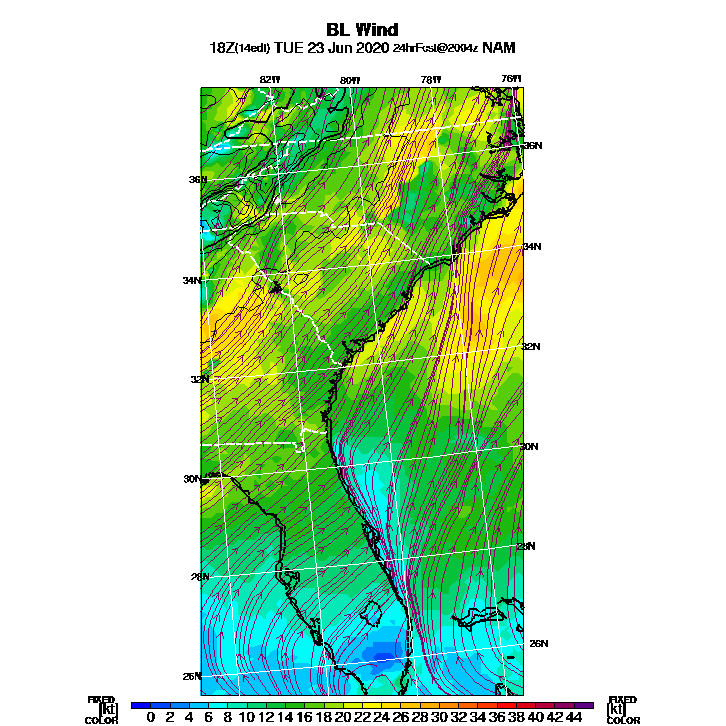 BL Wind
18Z(14edt) TUE 23 Jun 2020 24hrFcst@2004z NAM
82W 80W 78W 76W
36N
36N
34N
34N
32N
32N
30N
30N
28N
28N
26N
26N
FIXED FIXED
[kt] 0 2 4 6 8 10 12 14 16 18 20 22 24 26 28 30 32 34 36 38 40 42 44 [kt]
COLOR COLOR